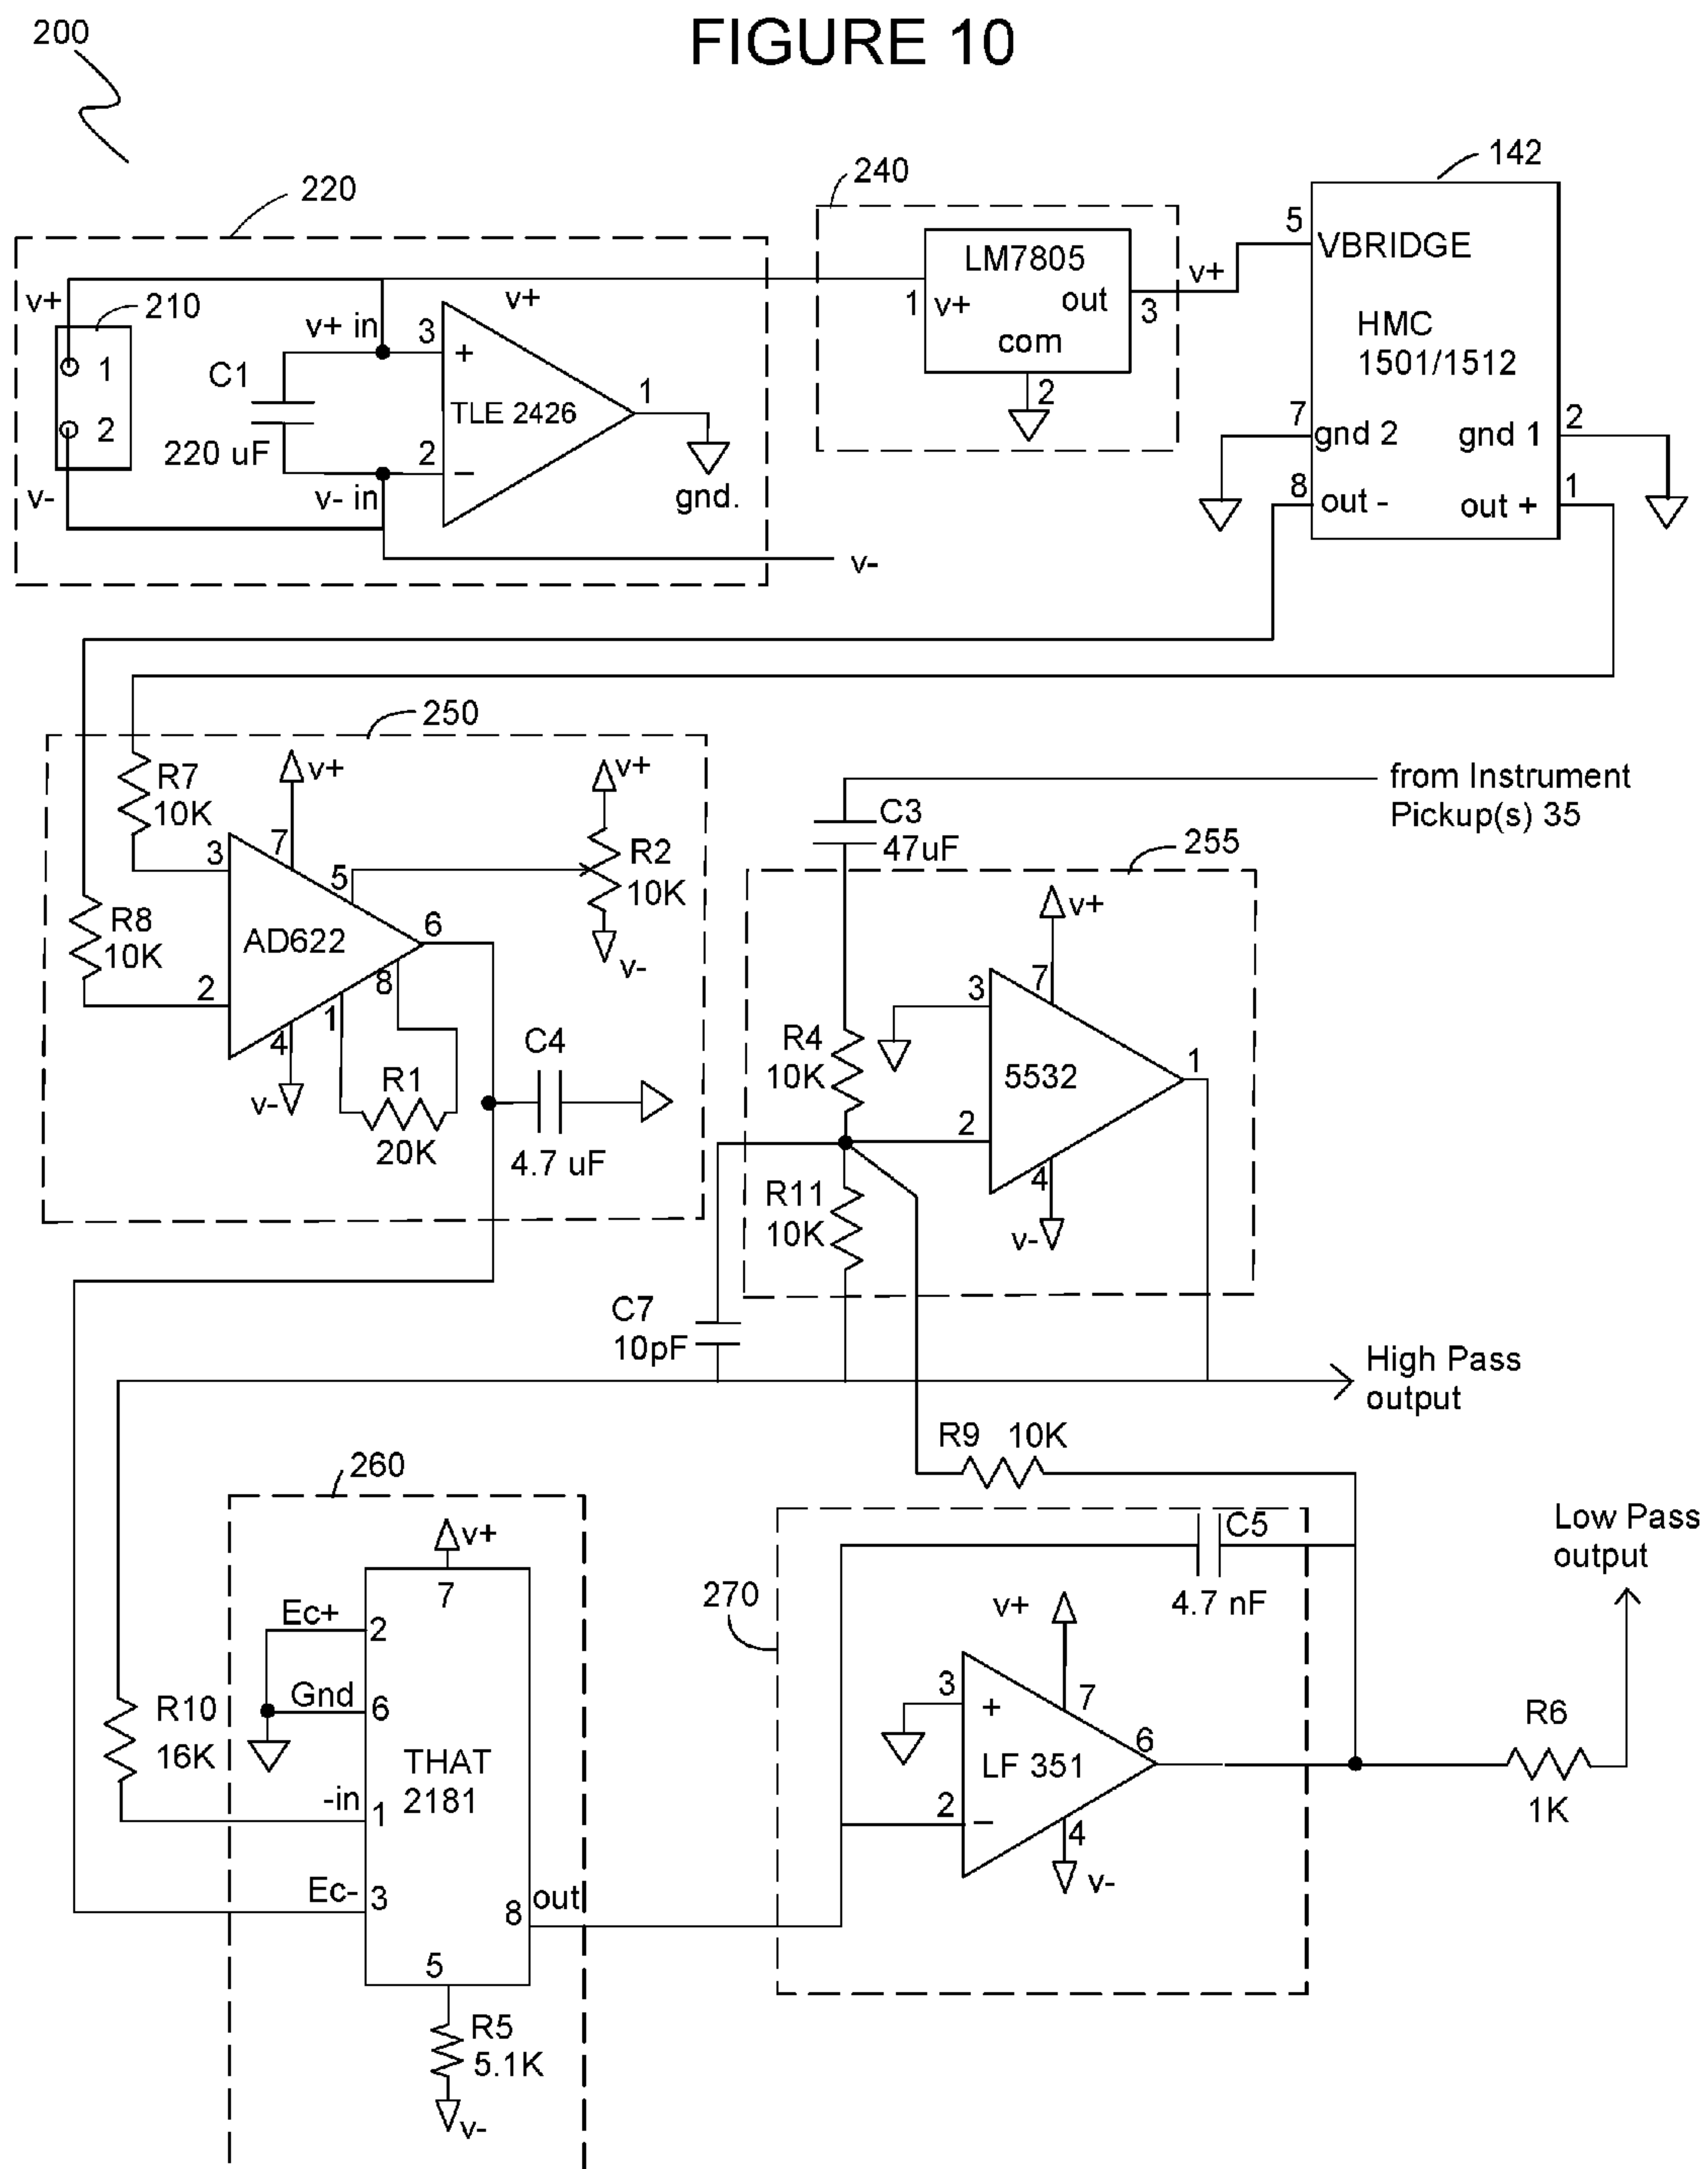 FIGURE 10
200
220
240
142
v+
210
1
2
v-
C1
220 uF
v+ in
v- in
3
+
TLE 2426
2
−
1
gnd.
v+
v-
LM7805
1
v+
out
3
com
2
v+
5
VBRIDGE
HMC
1501/1512
7
gnd 2
gnd 1
2
8
out -
out +
1
250
R7
10K
R8
10K
v+
7
3
5
AD622
6
2
8
1
4
v-
R1
20K
v+
R2
10K
v-
C4
4.7 uF
from Instrument
Pickup(s) 35
C3
47uF
255
v+
7
3
R4
10K
5532
1
2
R11
10K
4
v-
C7
10pF
High Pass
output
R9 10K
260
v+
7
Ec+
2
Gnd
6
R10
16K
THAT
2181
-in
1
Ec-
3
out
8
5
R5
5.1K
v-
270
C5
4.7 nF
v+
3
+
7
6
LF 351
2
−
4
v-
Low Pass
output
R6
1K